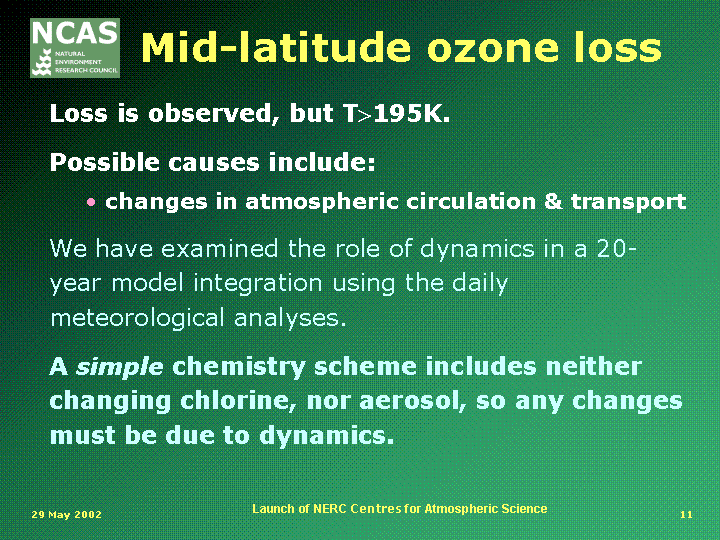 NCAS
NATURAL
ENVIRONMENT
RESEARCH COUNCIL
Mid-latitude ozone loss
Loss is observed, but T>195K.
Possible causes include:
• changes in atmospheric circulation & transport
We have examined the role of dynamics in a 20-
year model integration using the daily
meteorological analyses.
A simple chemistry scheme includes neither
changing chlorine, nor aerosol, so any changes
must be due to dynamics.
29 May 2002
Launch of NERC Centres for Atmospheric Science
11